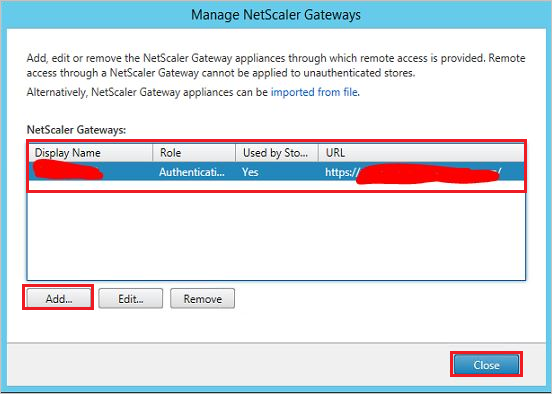 Manage NetScaler Gateways
Add, edit or remove the NetScaler Gateway appliances through which remote access is provided. Remote
access through a NetScaler Gateway cannot be applied to unauthenticated stores.
Alternatively, NetScaler Gateway appliances can be imported from file.
NetScaler Gateways:
Display Name Role Used by Sto... URL
Authenticati... Yes https:// /
Add... Edit... Remove
Close